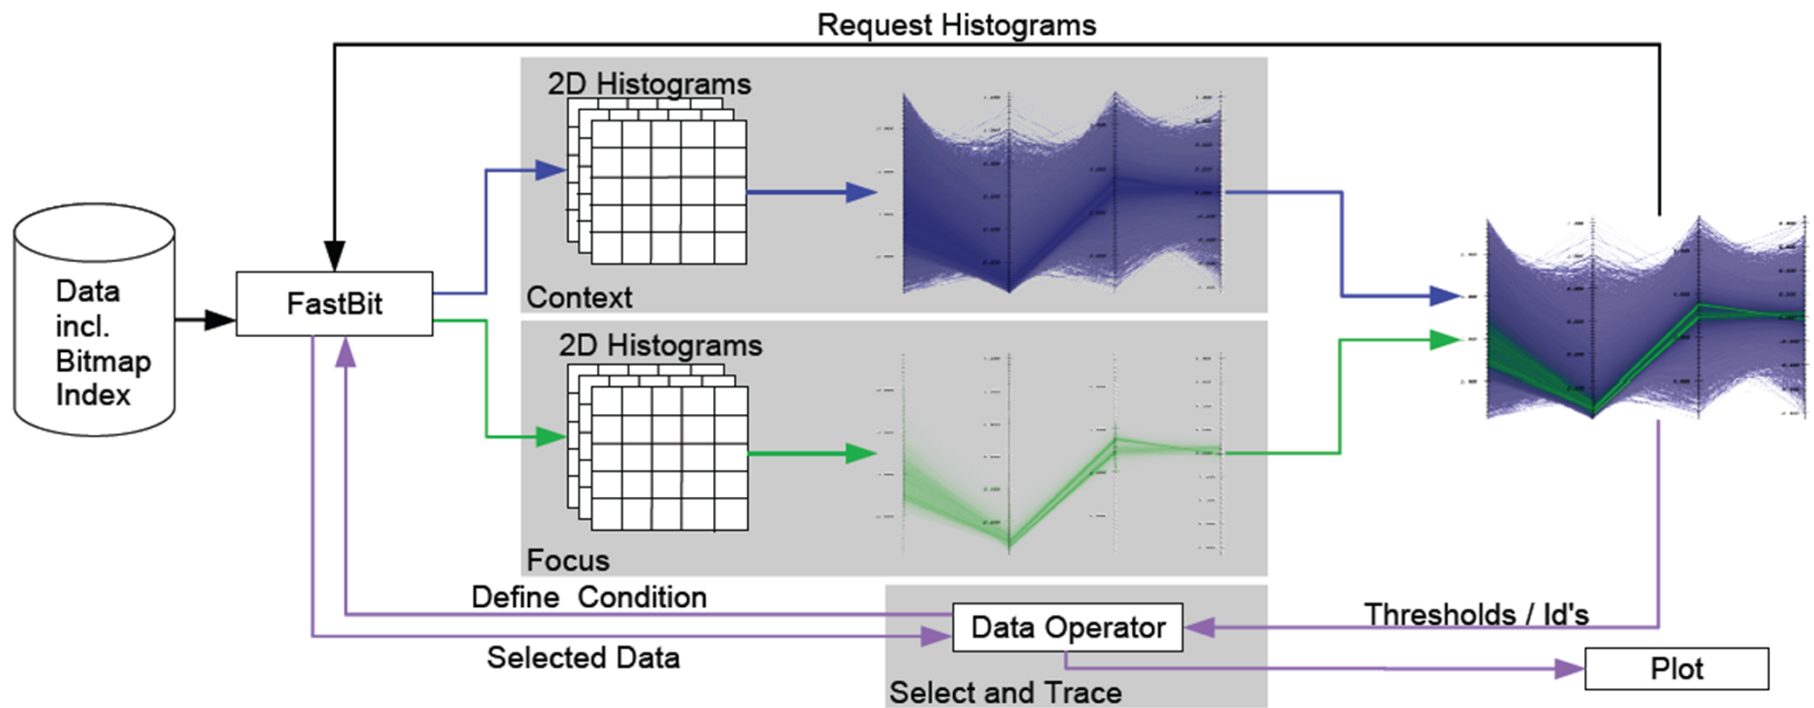 Request Histograms
2D Histograms
Context
Data
incl.
Bitmap
Index
FastBit
2D Histograms
Focus
Define Condition
Selected Data
Data Operator
Thresholds / Id's
Select and Trace
Plot